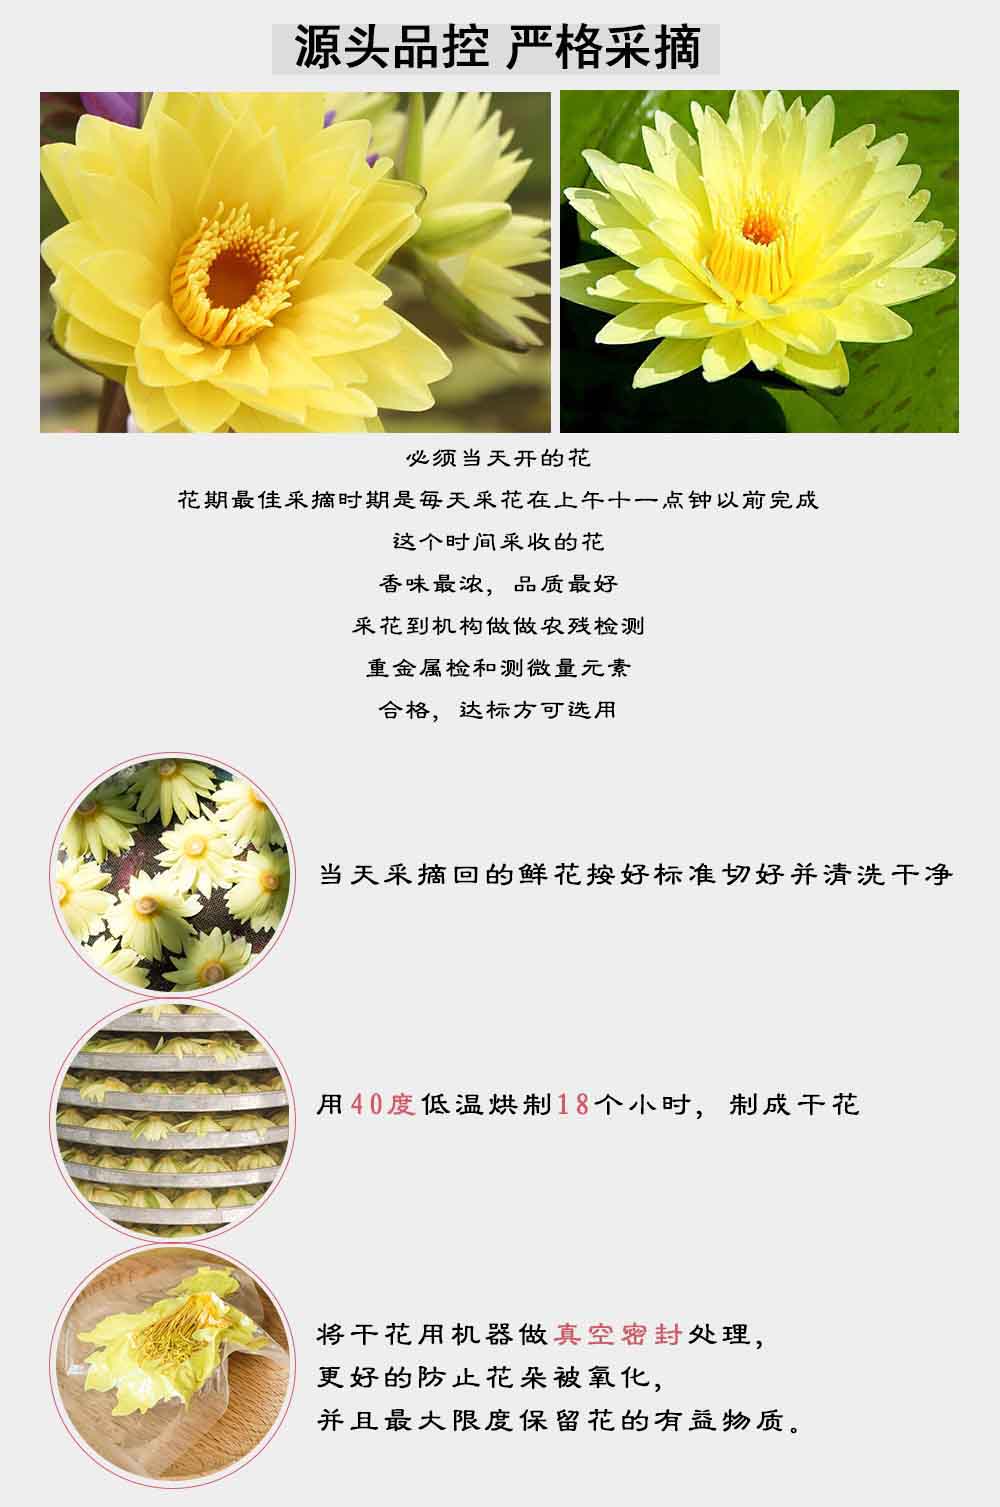 源头品控 严格采摘
必须当天开的花
花期最佳采摘时期是每天采花在上午十一点钟以前完成
这个时间采收的花
香味最浓，品质最好
采花到机构做做农残检测
重金属检和测微量元素
合格，达标方可选用
当天采摘回的鲜花按好标准切好并清洗干净
用40度低温烘制18个小时，制成干花
将干花用机器做真空密封处理，
更好的防止花朵被氧化，
并且最大限度保留花的有益物质。